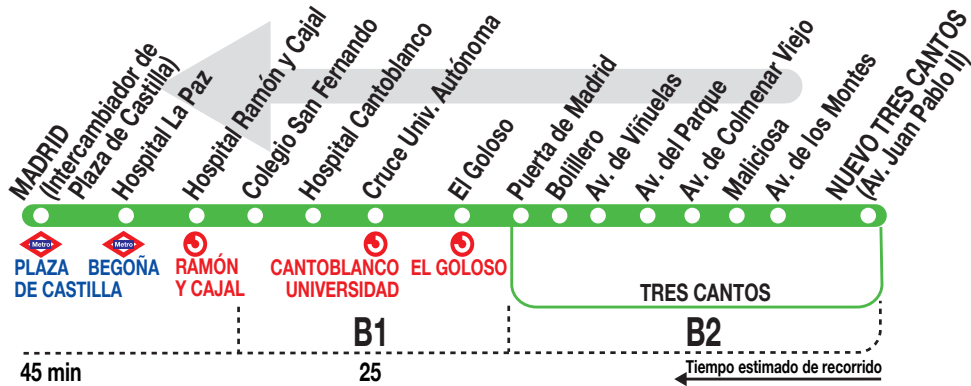 MADRID
(Intercambiador de
Plaza de Castilla)
Hospital La Paz
Hospital Ramón y Cajal
Colegio San Fernando
Hospital Cantoblanco
Cruce Univ. Autónoma
El Goloso
Puerta de Madrid
Bolillero
Av. de Viñuelas
Av. del Parque
Av. de Colmenar Viejo
Maliciosa
Av. de los Montes
NUEVO TRES CANTOS
(Av. Juan Pablo II)
Metro
Metro
PLAZA
DE CASTILLA
BEGOÑA
RAMÓN
Y CAJAL
CANTOBLANCO
UNIVERSIDAD
EL GOLOSO
TRES CANTOS
B1
B2
45 min
25
Tiempo estimado de recorrido